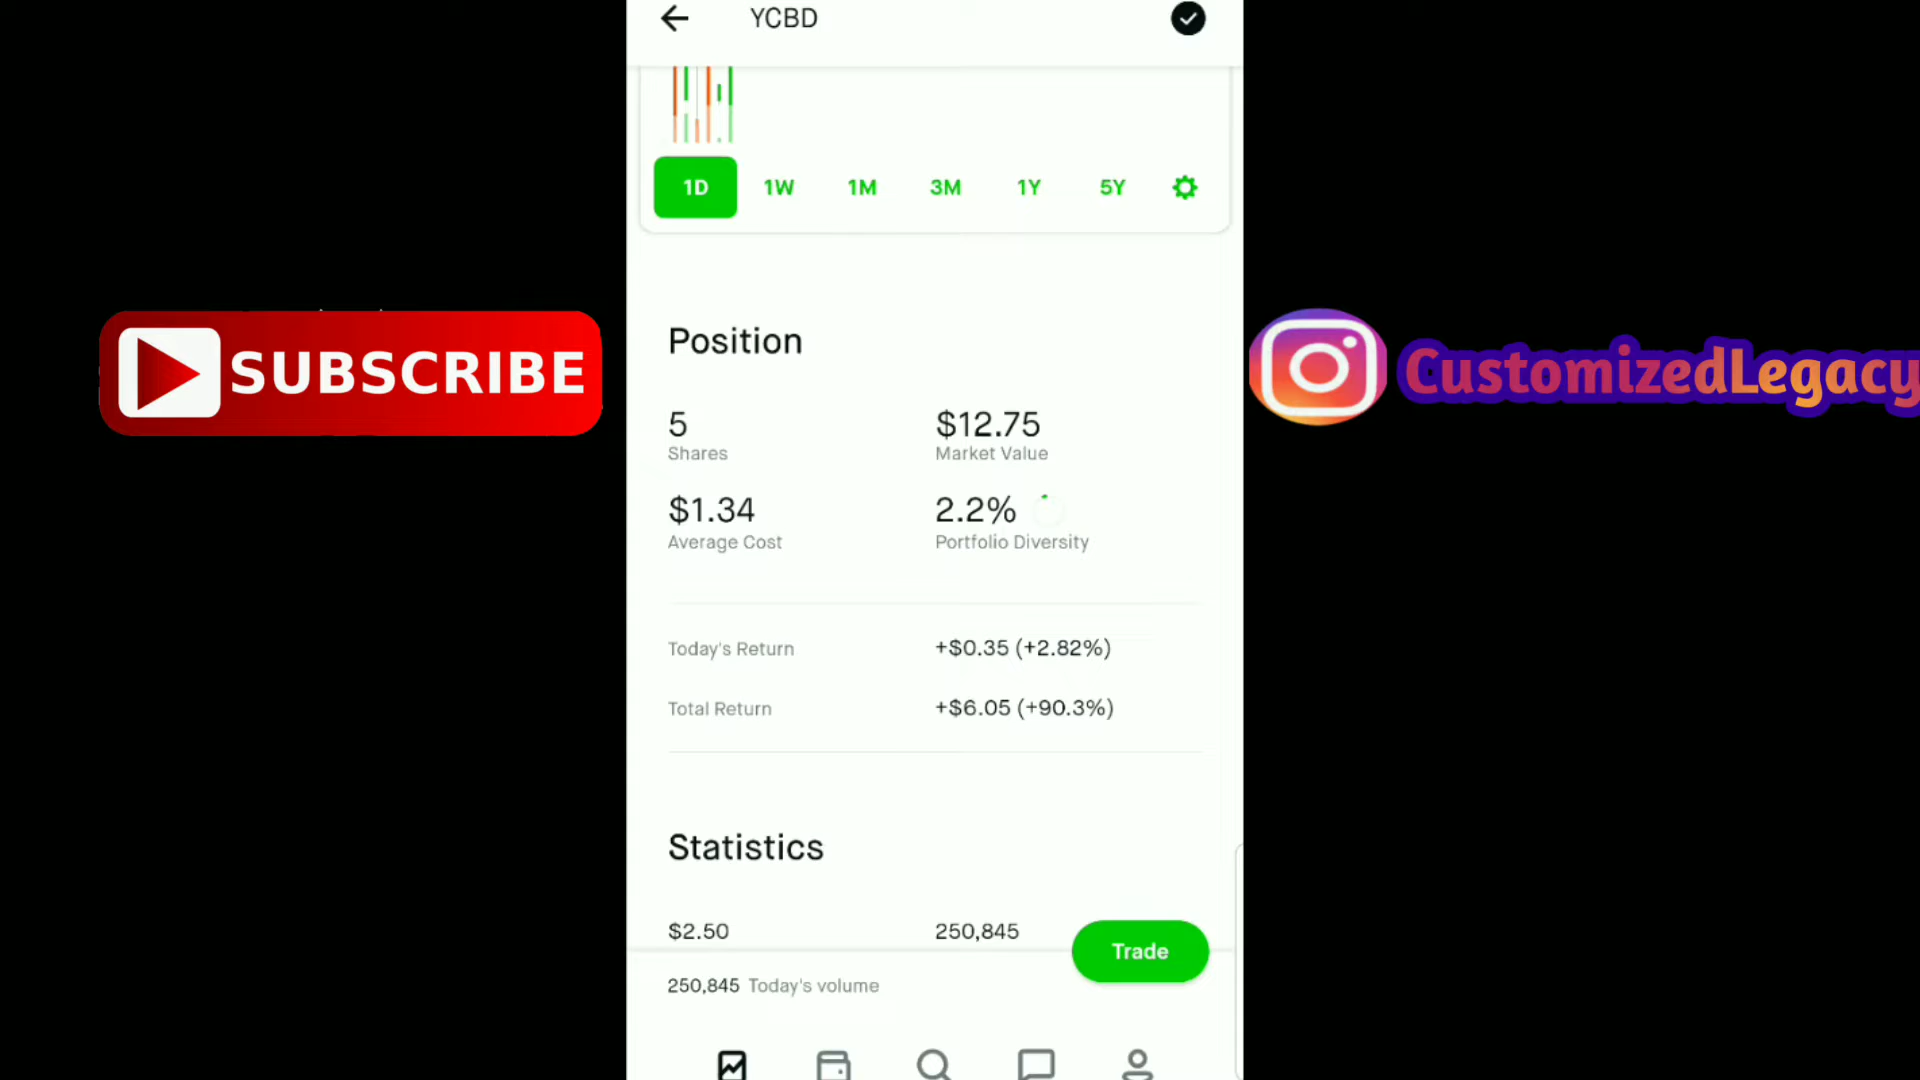 YCBD
1D 1W 1M 3M 1Y 5Y
SUBSCRIBE
CustomizedLegacy
Position
5 $12.75
Shares Market Value
$1.34 2.2%
Average Cost Portfolio Diversity
Today's Return +$0.35 (+2.82%)
Total Return +$6.05 (+90.3%)
Statistics
$2.50 250,845
Trade
250,845 Today's volume